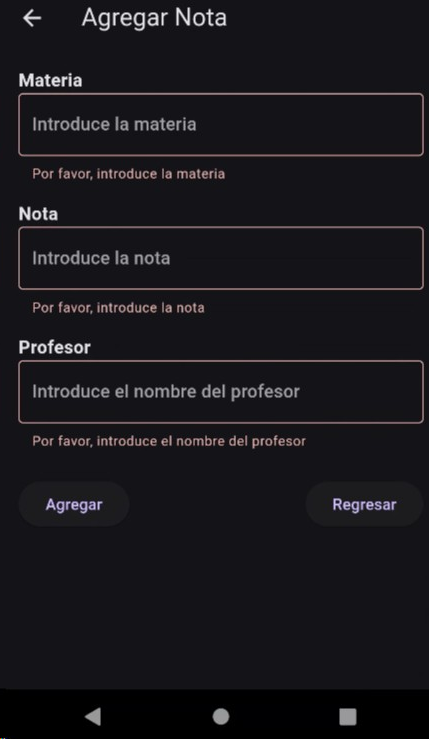 Agregar Nota
Materia
Introduce la materia
Por favor, introduce la materia
Nota
Introduce la nota
Por favor, introduce la nota
Profesor
Introduce el nombre del profesor
Por favor, introduce el nombre del profesor
Agregar Regresar